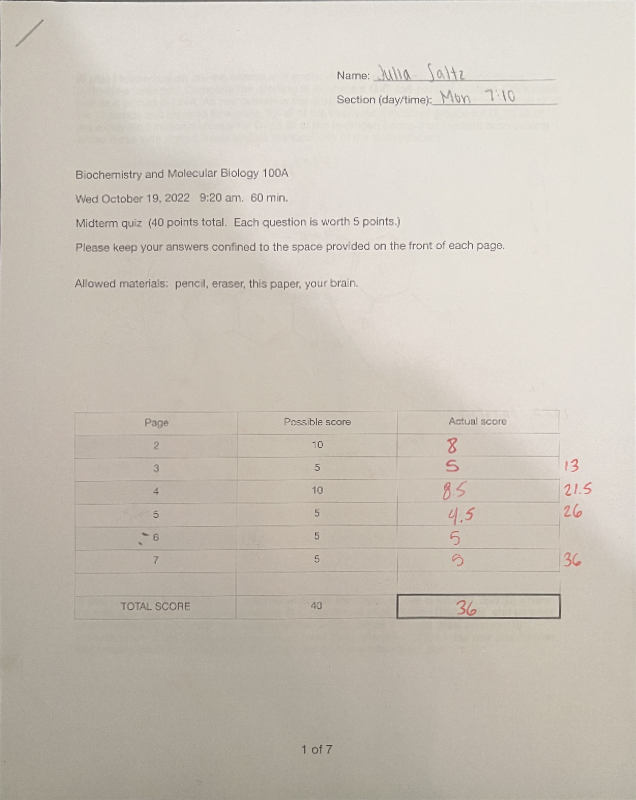 Name: Julia Saltz
Section (day/time): Mon 7:10
Biochemistry and Molecular Biology 100A
Wed October 19, 2022 9:20 am. 60 min.
Midterm quiz (40 points total. Each question is worth 5 points.)
Please keep your answers confined to the space provided on the front of each page.
Allowed materials: pencil, eraser, this paper, your brain.
Page Possible score Actual score
2 10 8
3 5 5 13
4 10 8.5 21.5
5 5 4.5 26
6 5 5
7 5 5 36
TOTAL SCORE 40 36
1 of 7